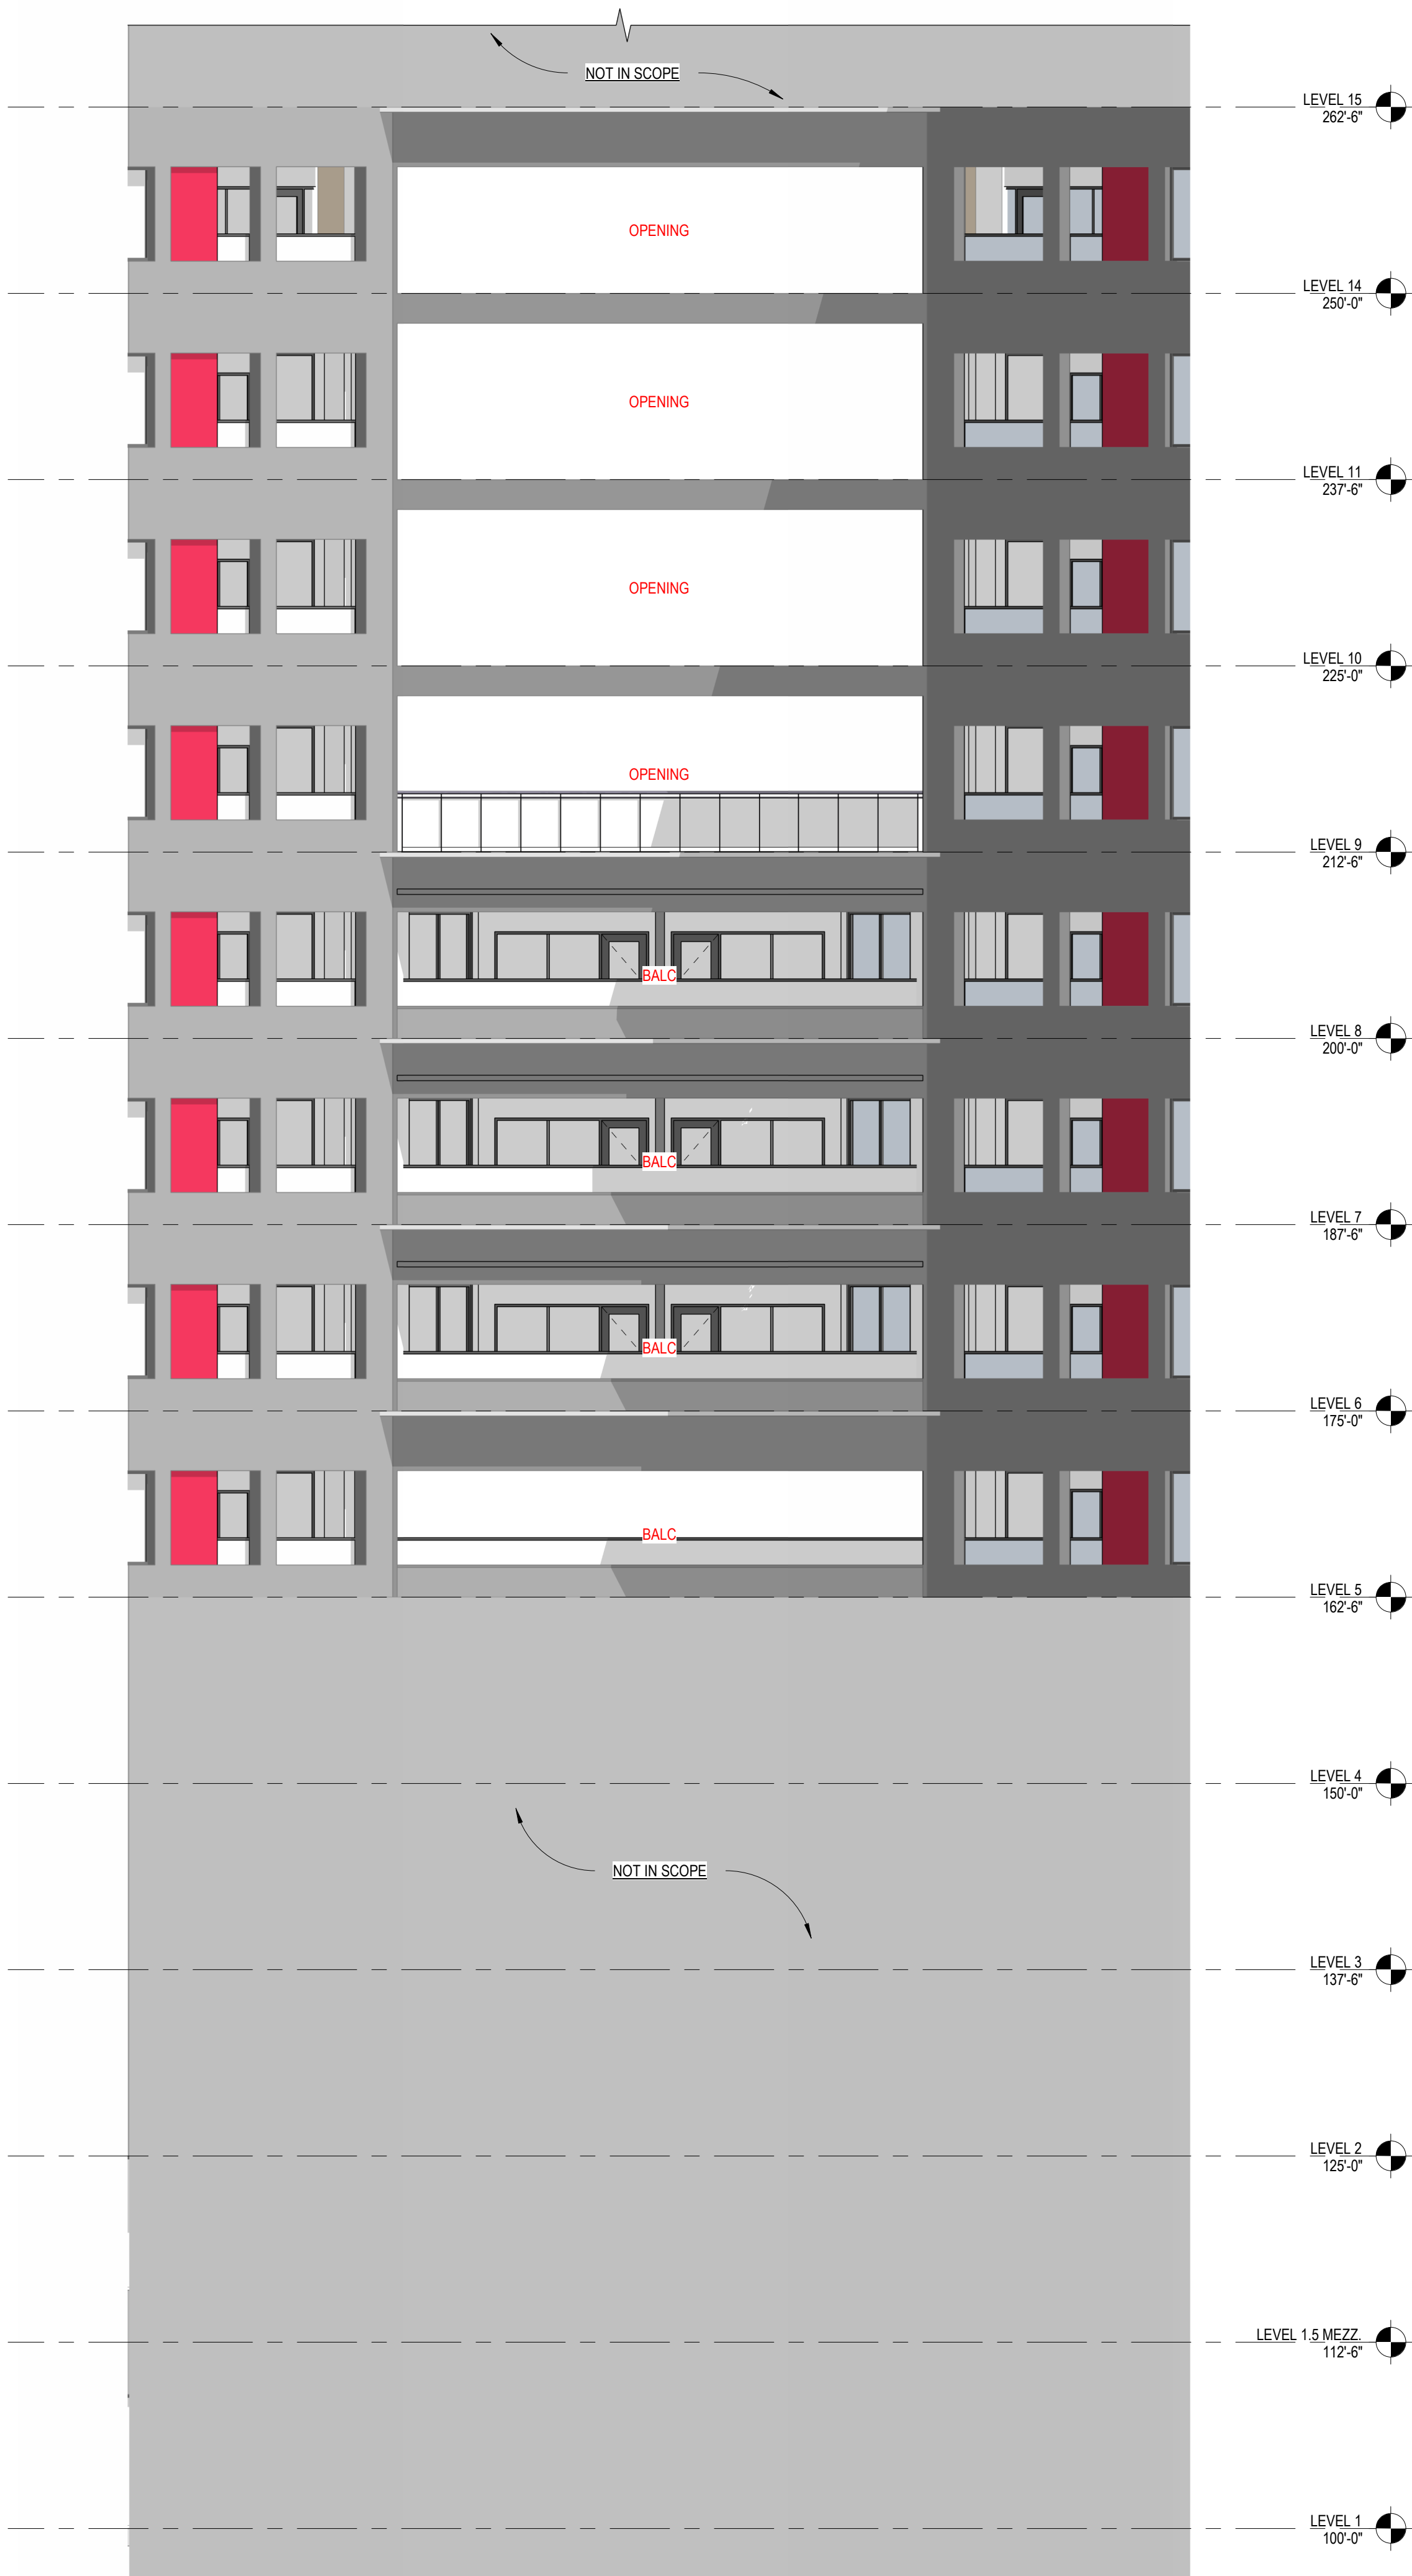 NOT IN SCOPE
LEVEL 15
262'-6"
OPENING
LEVEL 14
250'-0"
OPENING
LEVEL 11
237'-6"
OPENING
LEVEL 10
225'-0"
OPENING
LEVEL 9
212'-6"
BALC
LEVEL 8
200'-0"
BALC
LEVEL 7
187'-6"
BALC
LEVEL 6
175'-0"
BALC
LEVEL 5
162'-6"
LEVEL 4
150'-0"
NOT IN SCOPE
LEVEL 3
137'-6"
LEVEL 2
125'-0"
LEVEL 1.5 MEZZ.
112'-6"
LEVEL 1
100'-0"